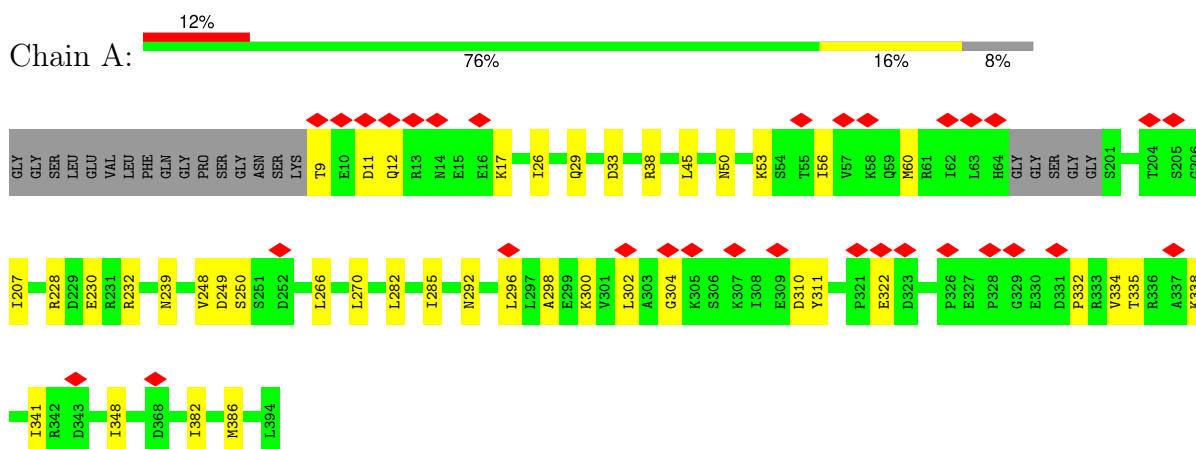 12%
Chain A:
76% 16% 8%
GLY GLY SER LEU GLU VAL LEU PHE GLN GLY PRO SER GLY ASN SER LYS T9 E10 D11 Q12 R13 N14 E15 E16 K17 I26 Q29 D33 R38 L45 N50 K53 S54 T55 I56 V57 K58 Q59 M60 R61 I62 L63 H64 GLY GLY SER GLY GLY S201 T204 S205 G206
I207 R228 D229 E230 R231 R232 N239 V248 D249 S250 S251 D252 L266 L270 L282 I285 N292 L296 L297 A298 E299 K300 V301 L302 A303 G304 K305 S306 K307 I308 E309 D310 Y311 P321 E322 D323 P326 E327 P328 G329 E330 D331 P332 R333 V334 T335 R336 A337 K338
I341 R342 D343 I348 D368 I382 M386 L394